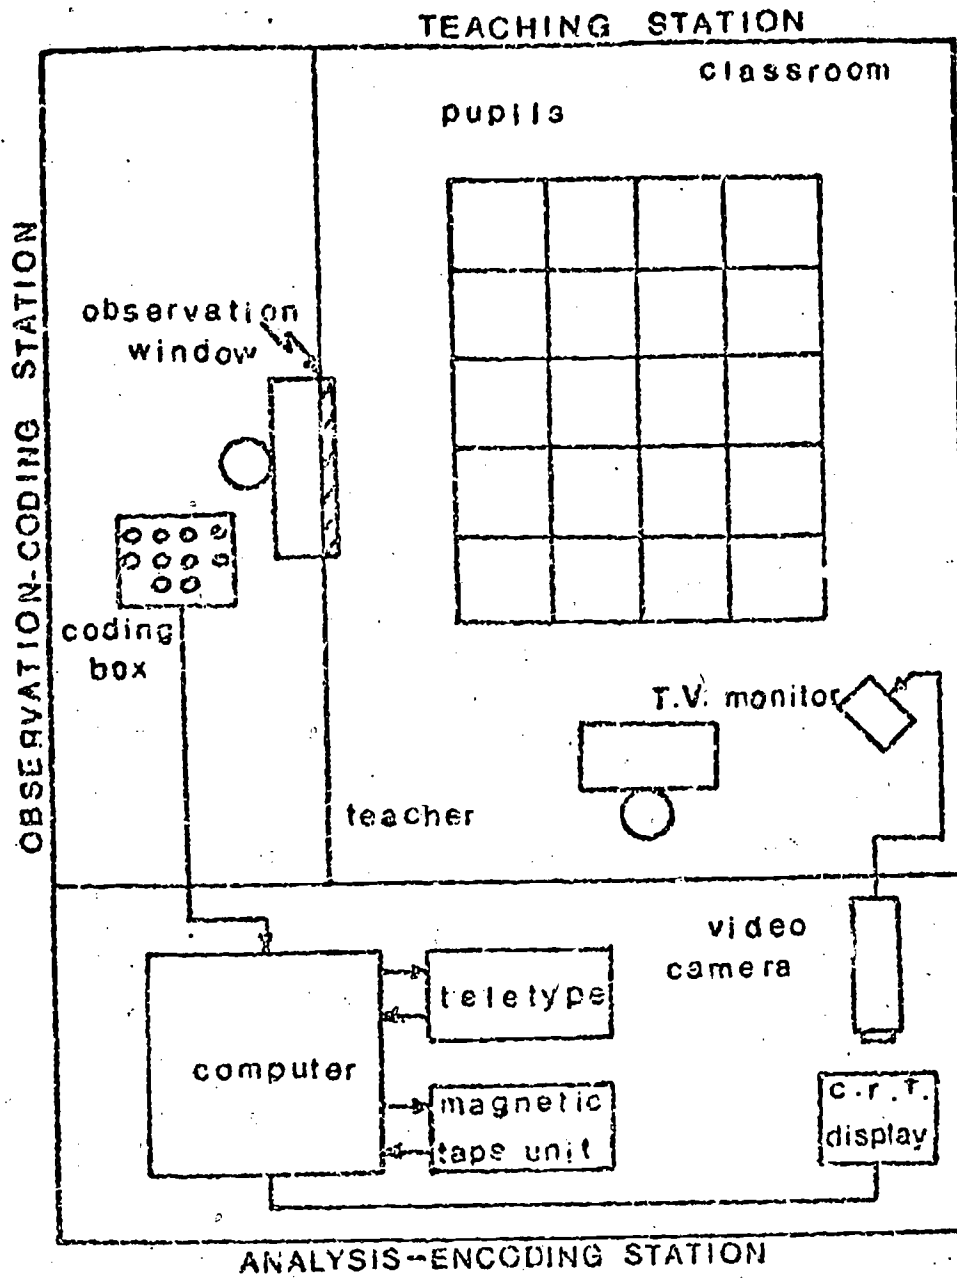 TEACHING STATION
classroom
pupils
OBSERVATION-CODING STATION
observation
window
coding
box
T.V. monitor
teacher
video
camera
teletype
computer
magnetic
tape unit
c.r.t.
display
ANALYSIS-ENCODING STATION